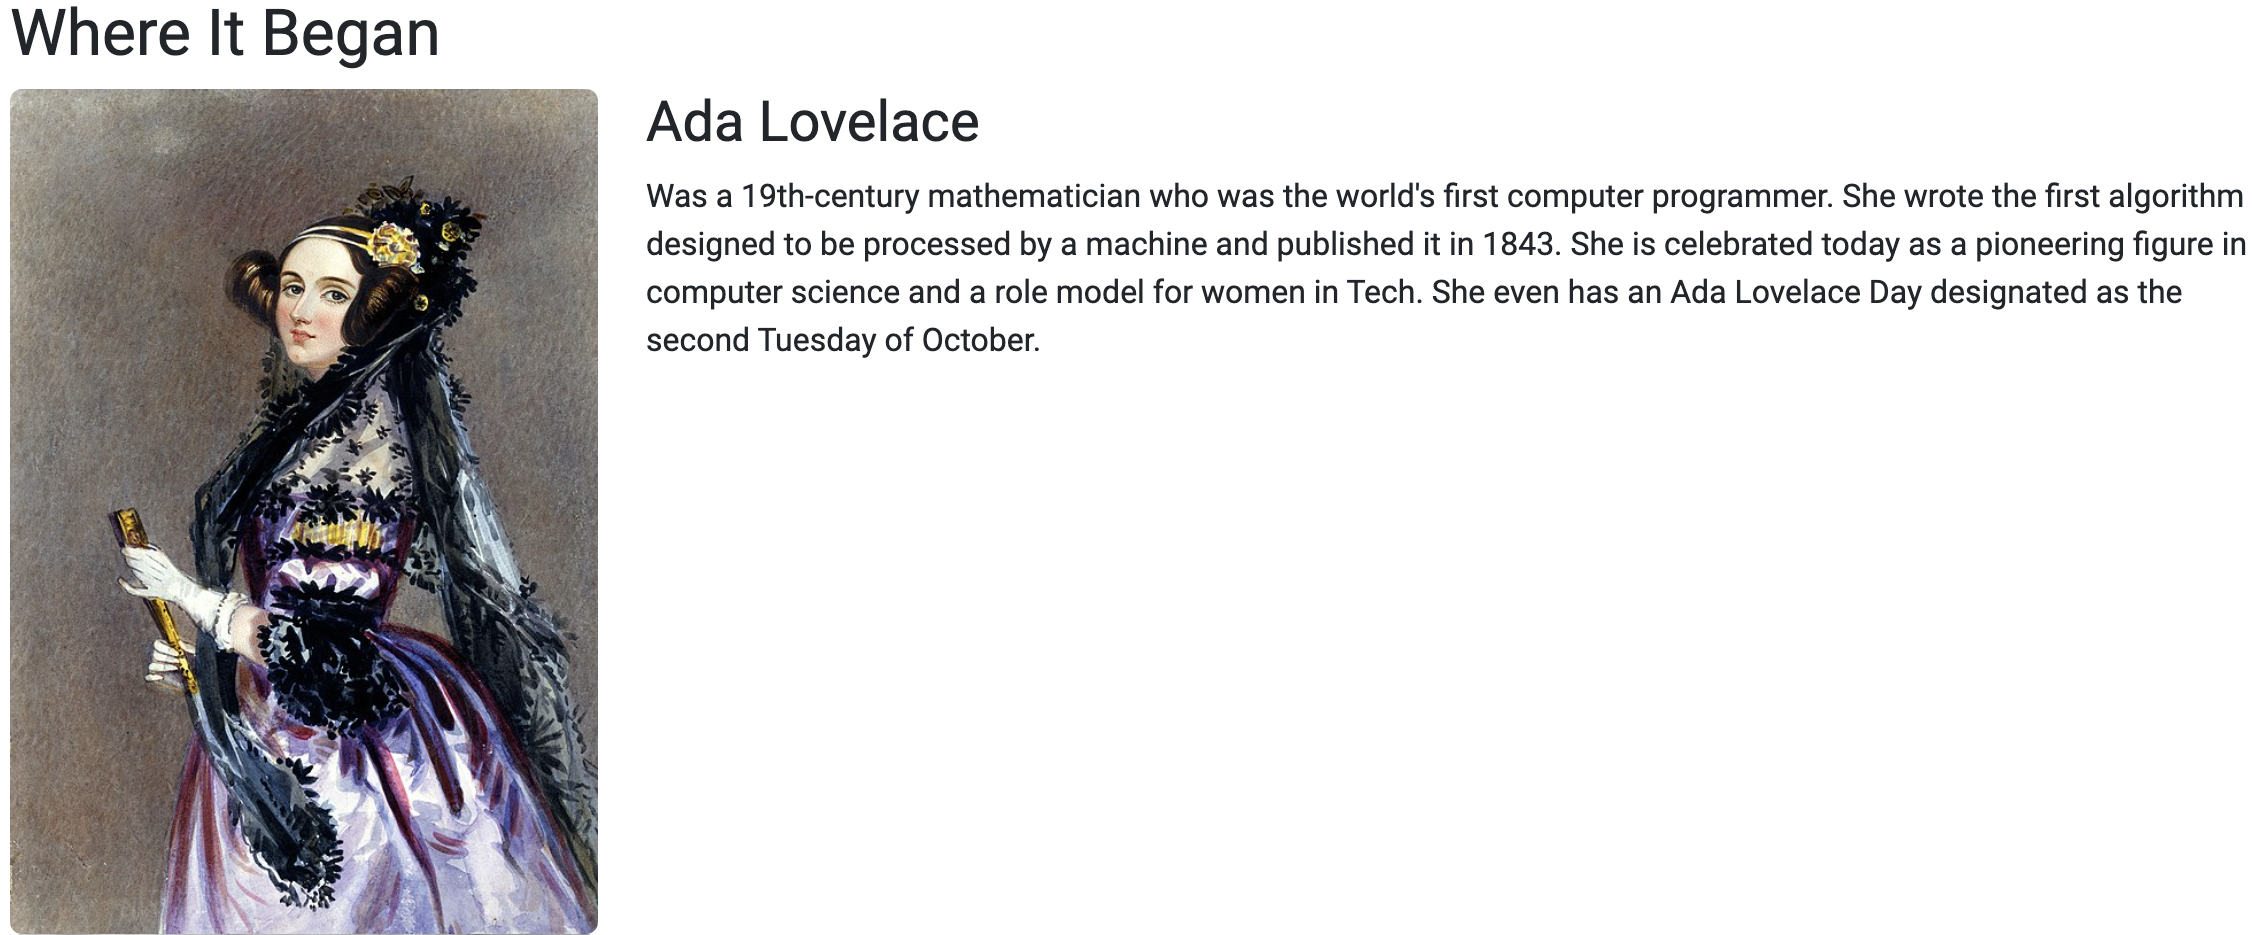 Where It Began
Ada Lovelace
Was a 19th-century mathematician who was the world's first computer programmer. She wrote the first algorithm
designed to be processed by a machine and published it in 1843. She is celebrated today as a pioneering figure in
computer science and a role model for women in Tech. She even has an Ada Lovelace Day designated as the
second Tuesday of October.